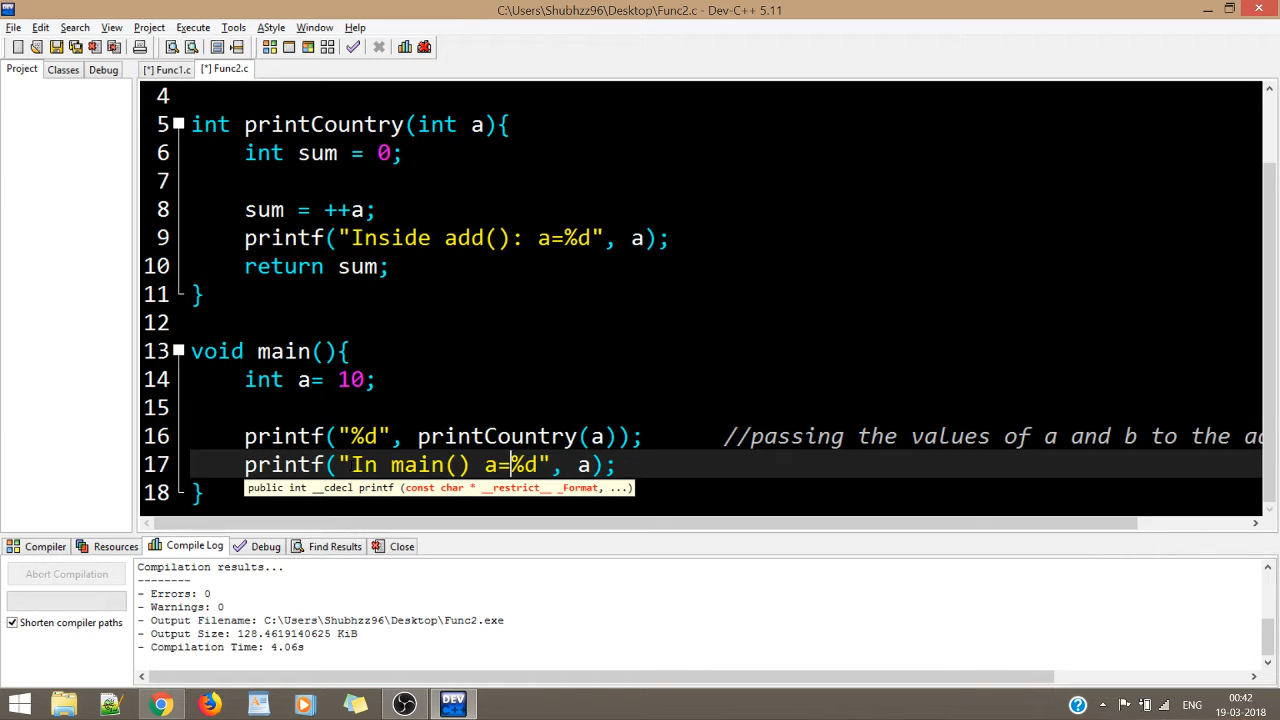 C:\Users\Shubhzz96\Desktop\Func2.c - Dev-C++ 5.11
File Edit Search View Project Execute Tools AStyle Window Help
Project Classes Debug [*] Func1.c [*] Func2.c
4
5 int printCountry(int a){
6 int sum = 0;
7
8 sum = ++a;
9 printf("Inside add(): a=%d", a);
10 return sum;
11 }
12
13 void main(){
14 int a= 10;
15
16 printf("%d", printCountry(a)); //passing the values of a and b to the ad
17 printf("In main() a=%d", a);
18 }
public int __cdecl printf (const char * __restrict__ _Format, ...)
Compiler Resources Compile Log Debug Find Results Close
Abort Compilation
Shorten compiler paths
Compilation results...
--------
- Errors: 0
- Warnings: 0
- Output Filename: C:\Users\Shubhzz96\Desktop\Func2.exe
- Output Size: 128.4619140625 KiB
- Compilation Time: 4.06s
DEV
00:42
19-03-2018